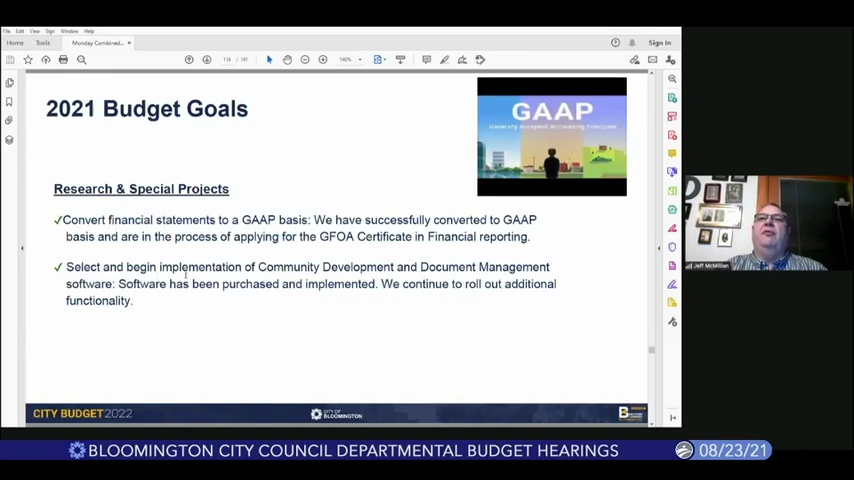 File Edit View Sign Window Help
Home Tools Monday Combined... × Sign In
114 / 141 140%
2021 Budget Goals
GAAP
Generally Accepted Accounting Principles
Research & Special Projects
✓Convert financial statements to a GAAP basis: We have successfully converted to GAAP
basis and are in the process of applying for the GFOA Certificate in Financial reporting.
✓ Select and begin implementation of Community Development and Document Management
software: Software has been purchased and implemented. We continue to roll out additional
functionality.
Jeff McMillian
CITY BUDGET2022
CITY OF
BLOOMINGTON
BLOOMINGTON CITY COUNCIL DEPARTMENTAL BUDGET HEARINGS 08/23/21